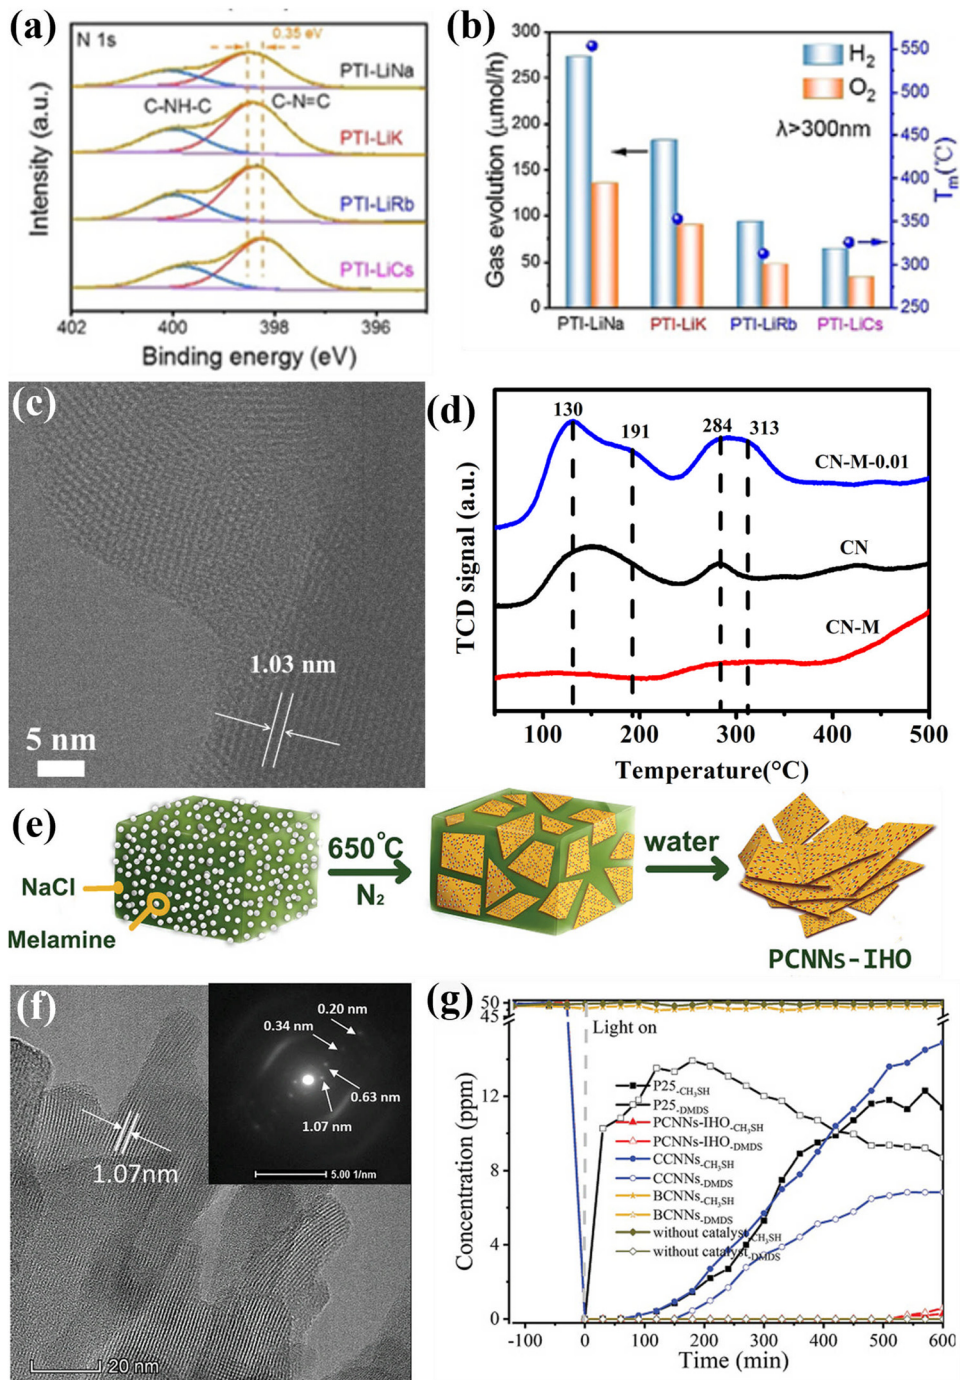 (a)
N 1s
0.35 eV
PTI-LiNa
C-NH-C
C-N=C
PTI-LiK
PTI-LiRb
PTI-LiCs
Intensity (a.u.)
402 400 398 396
Binding energy (eV)
(b)
300
250
200
150
100
50
0
Gas evolution (μmol/h)
H2
O2
λ>300nm
550
500
450
400
350
300
250
Tm(℃)
PTI-LiNa PTI-LiK PTI-LiRb PTI-LiCs
(c)
1.03 nm
5 nm
(d)
130
191
284
313
CN-M-0.01
CN
CN-M
TCD signal (a.u.)
100 200 300 400 500
Temperature(°C)
(e)
NaCl
Melamine
650°C
N2
water
PCNNs-IHO
(f)
1.07nm
20 nm
0.20 nm
0.34 nm
0.63 nm
1.07 nm
5.00 1/nm
(g)
50
45
12
8
4
0
Concentration (ppm)
Light on
P25-CH3SH
P25-DMDS
PCNNs-IHO-CH3SH
PCNNs-IHO-DMDS
CCNNs-CH3SH
CCNNs-DMDS
BCNNs-CH3SH
BCNNs-DMDS
without catalyst-CH3SH
without catalyst-DMDS
-100 0 100 200 300 400 500 600
Time (min)